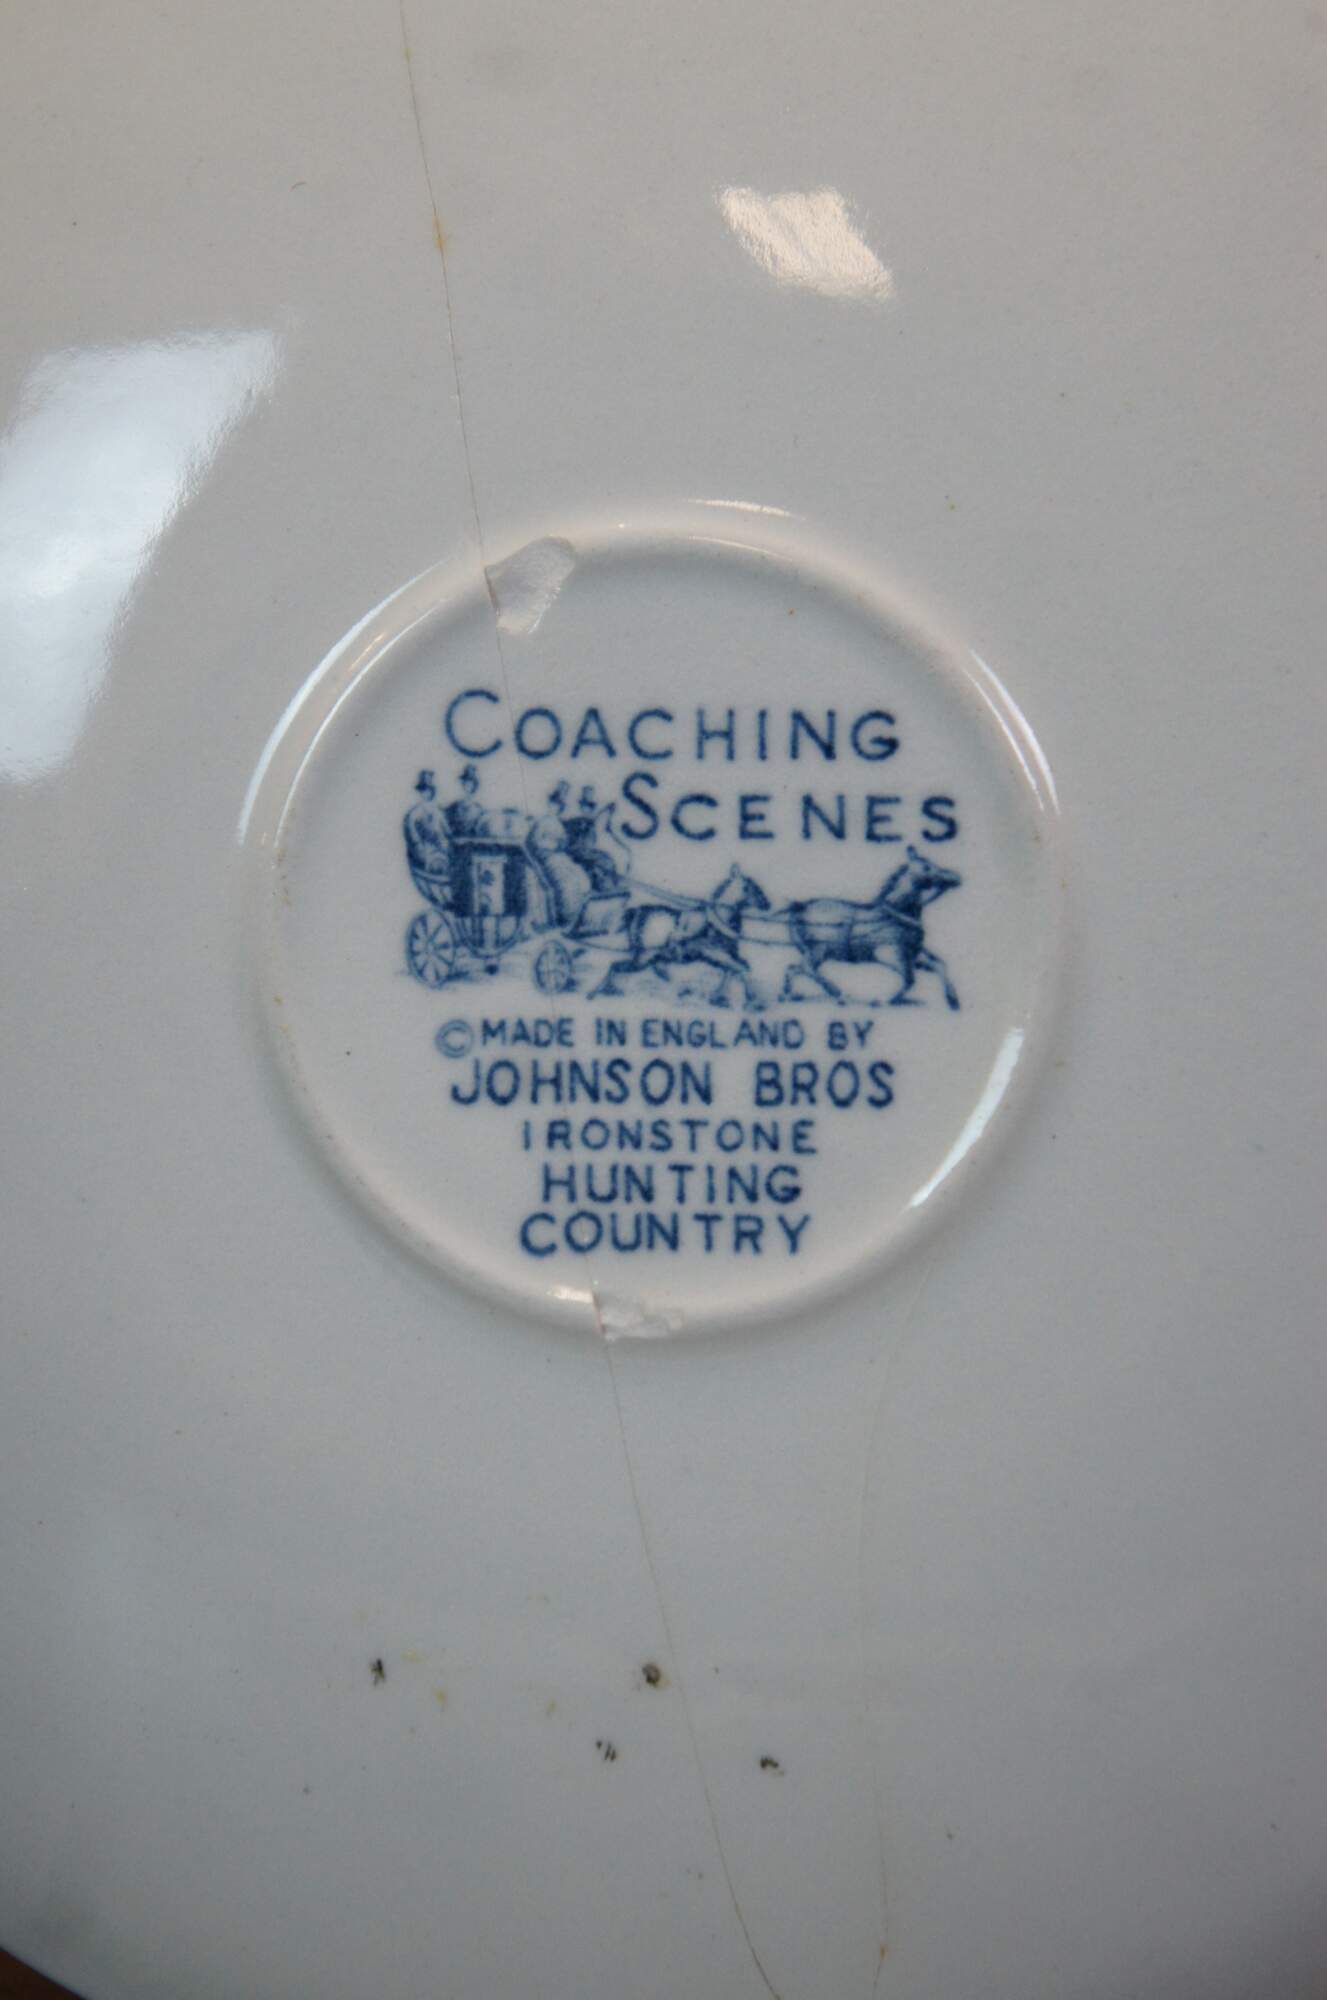 COACHING
SCENES
© MADE IN ENGLAND BY
JOHNSON BROS
IRONSTONE
HUNTING
COUNTRY